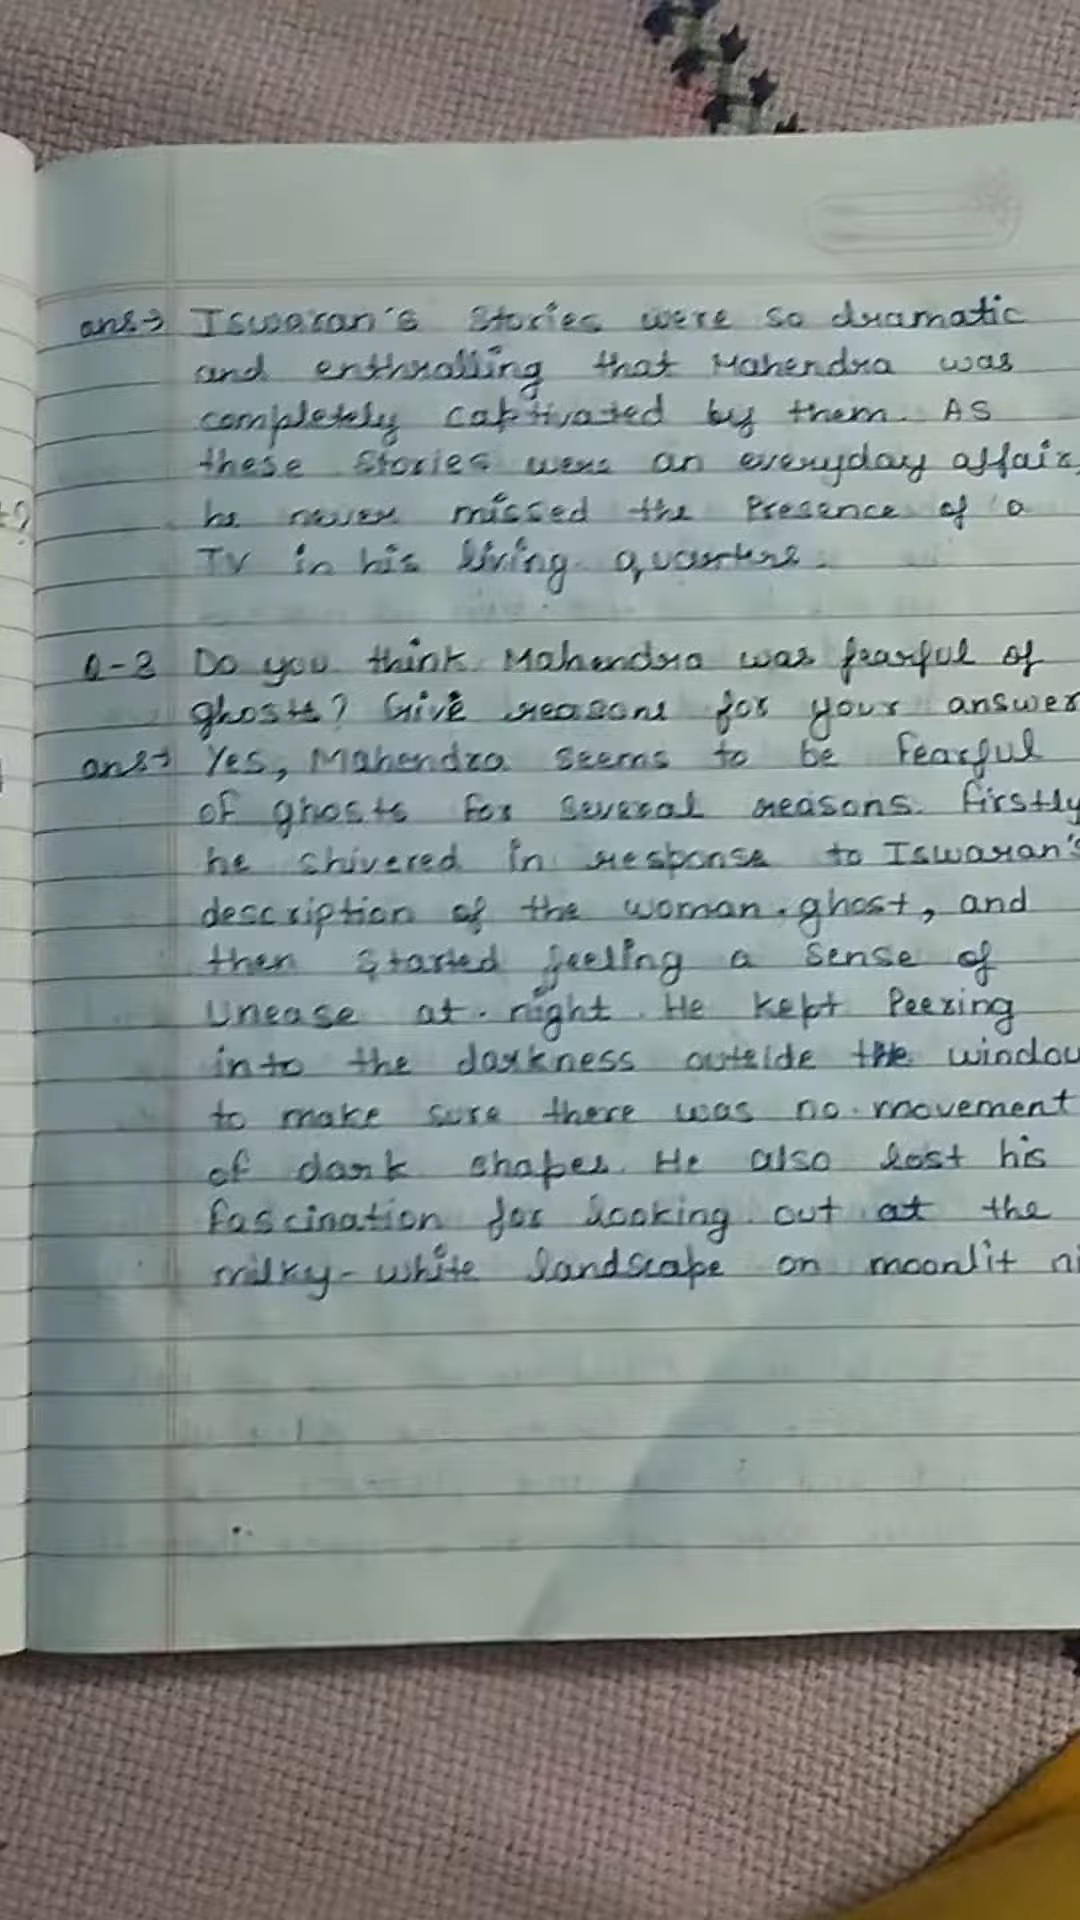 ans→ Iswaran's Stories were so dramatic
and enthralling that Mahendra was
completely captivated by them. As
these Stories were an everyday affair,
he never missed the Presence of a
TV in his living quarters.
Q-3 Do you think Mahendra was fearful of
ghosts? Give reasons for your answer
ans→ Yes, Mahendra seems to be fearful
of ghosts for several reasons. firstly
he shivered in response to Iswaran's
description of the woman ghost, and
then started feeling a sense of
Unease at night. He kept Peering
into the darkness outside the window
to make sure there was no movement
of dark shapes. He also lost his
fascination for looking out at the
milky-white landscape on moonlit ni